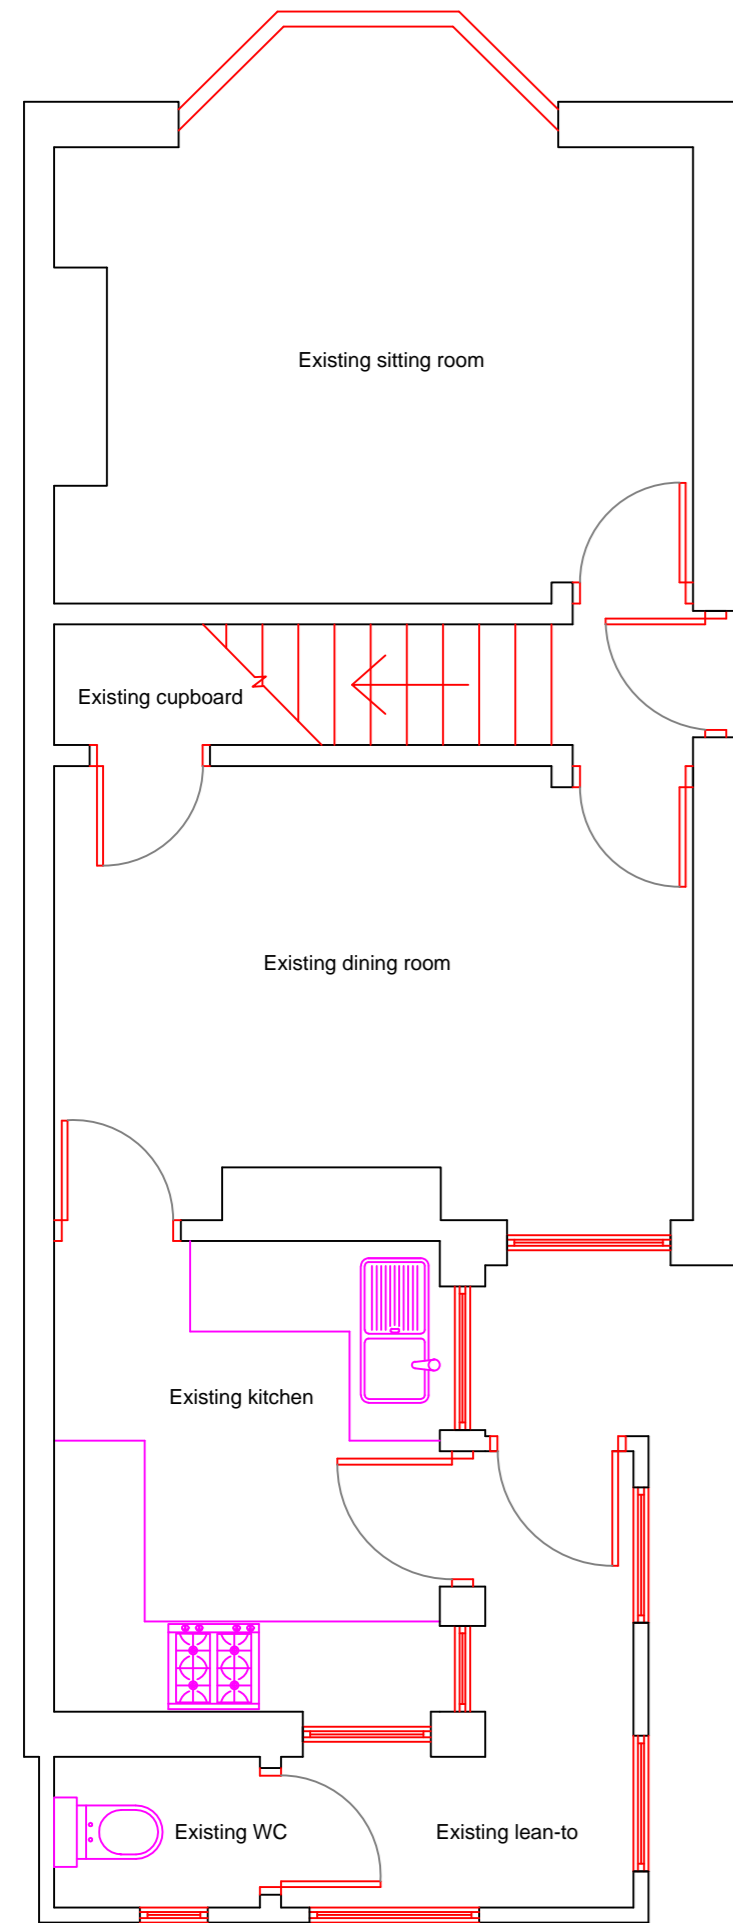 Existing sitting room
Existing cupboard
Existing dining room
Existing kitchen
Existing WC
Existing lean-to